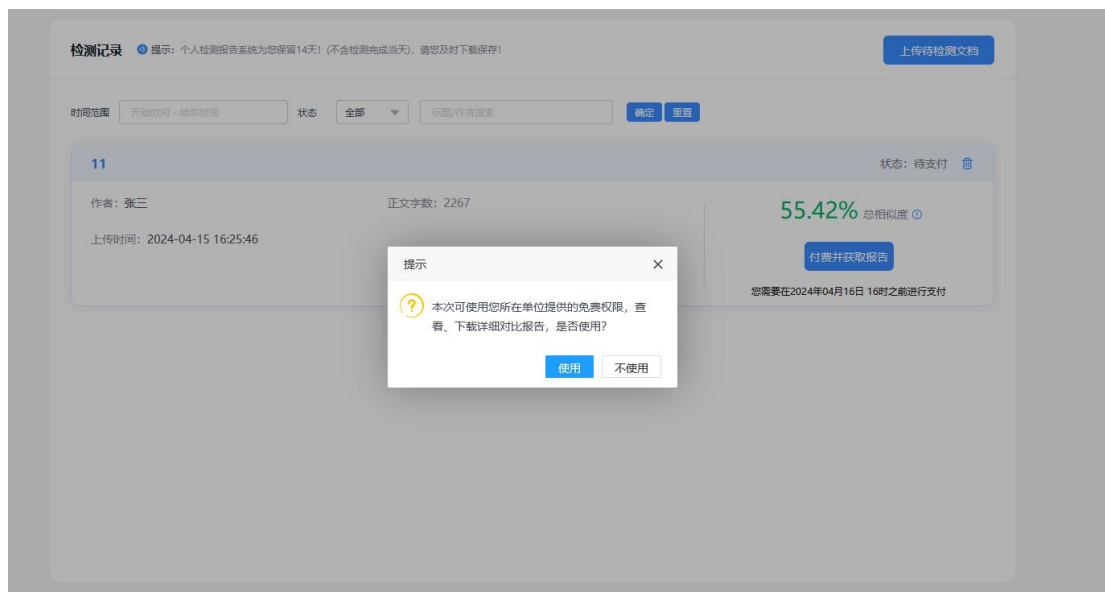 检测记录 提示：个人检测报告系统为您保留14天！(不含检测完成当天)，请您及时下载保存！ 上传待检测文档
时间范围 开始时间 - 结束时间 状态 全部 标题/作者搜索 确定 重置
11 状态：待支付
作者：张三 正文字数：2267 55.42% 总相似度
上传时间：2024-04-15 16:25:46
付费并获取报告
您需要在2024年04月16日 16时之前进行支付
提示
本次可使用您所在单位提供的免费权限，查
看、下载详细对比报告，是否使用？
使用 不使用